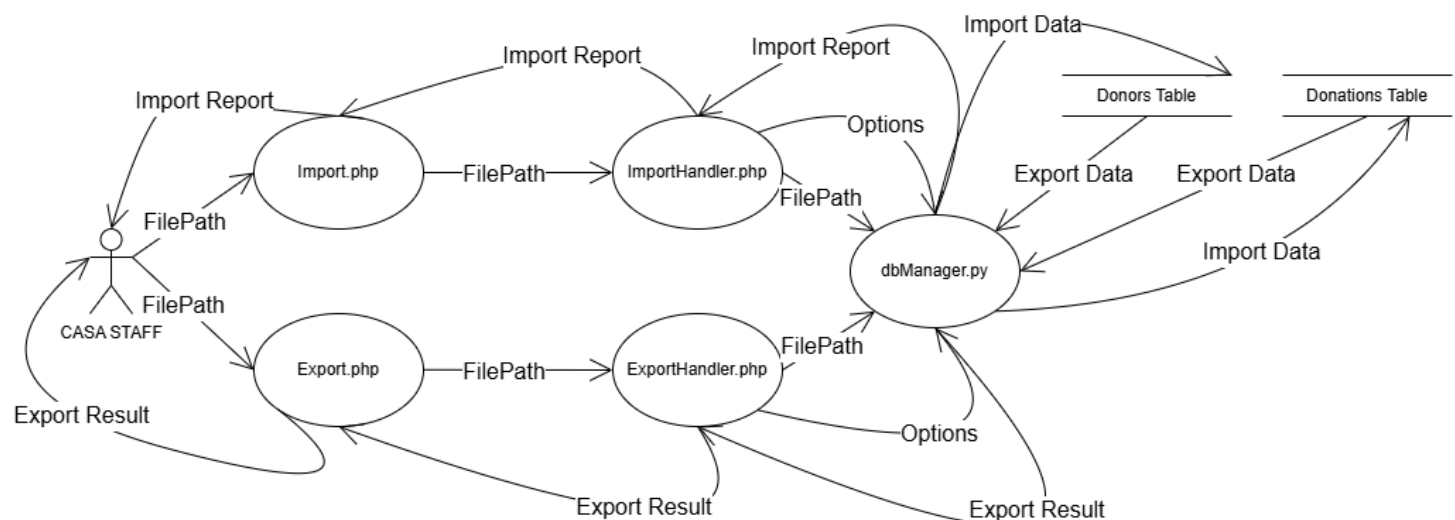 Import Data
Import Report
Import Report
Import Report
Donors Table
Donations Table
Options
Import.php
FilePath
ImportHandler.php
FilePath
Export Data
Export Data
FilePath
Import Data
dbManager.py
FilePath
CASA STAFF
FilePath
Export.php
FilePath
ExportHandler.php
Export Result
Options
Export Result
Export Result